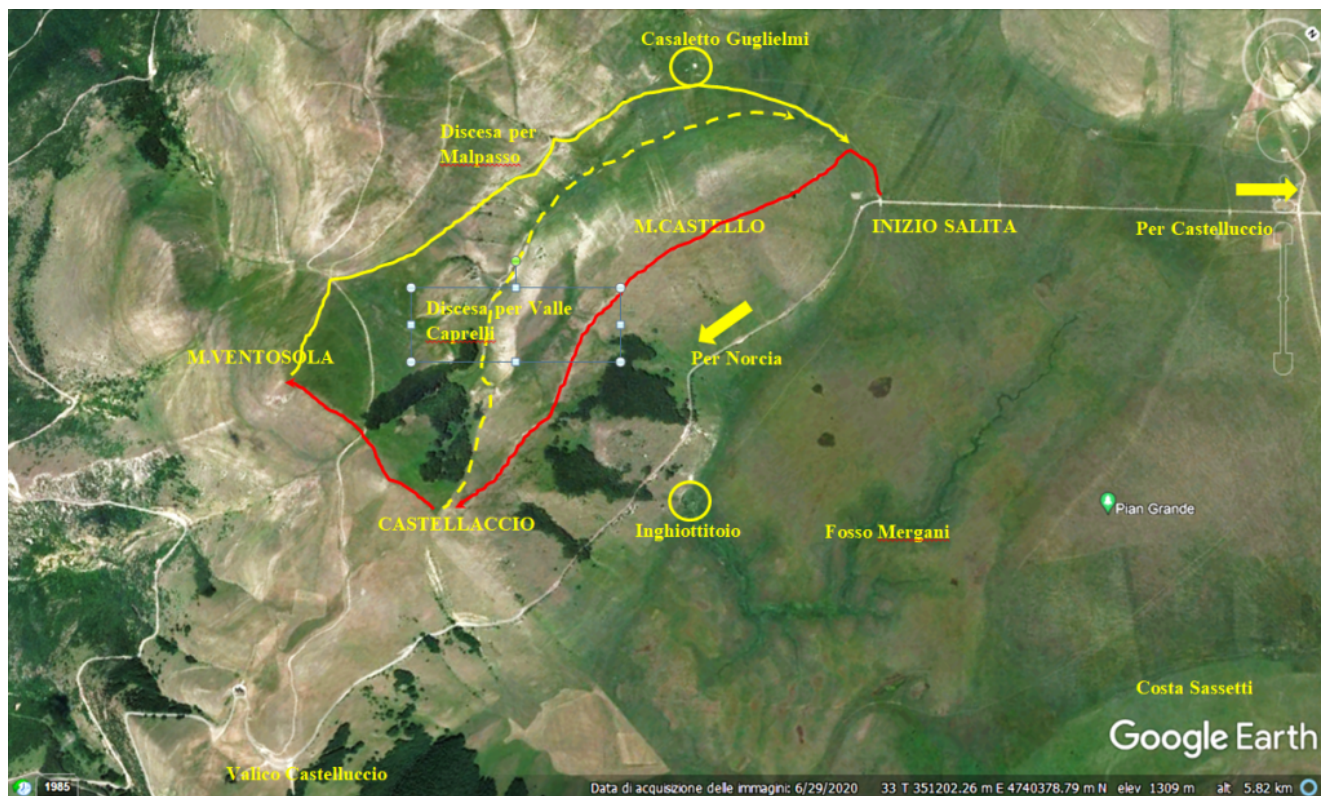 Casaletto Guglielmi
N
Discesa per
Malpasso
M.CASTELLO
INIZIO SALITA
Per Castelluccio
Discesa per Valle
Caprelli
M.VENTOSOLA
Per Norcia
CASTELLACCIO
Inghiottitoio
Fosso Mergani
Pian Grande
Costa Sassetti
Google Earth
Valico Castelluccio
1985
Data di acquisizione delle immagini: 6/29/2020 33 T 351202.26 m E 4740378.79 m N elev 1309 m alt 5.82 km